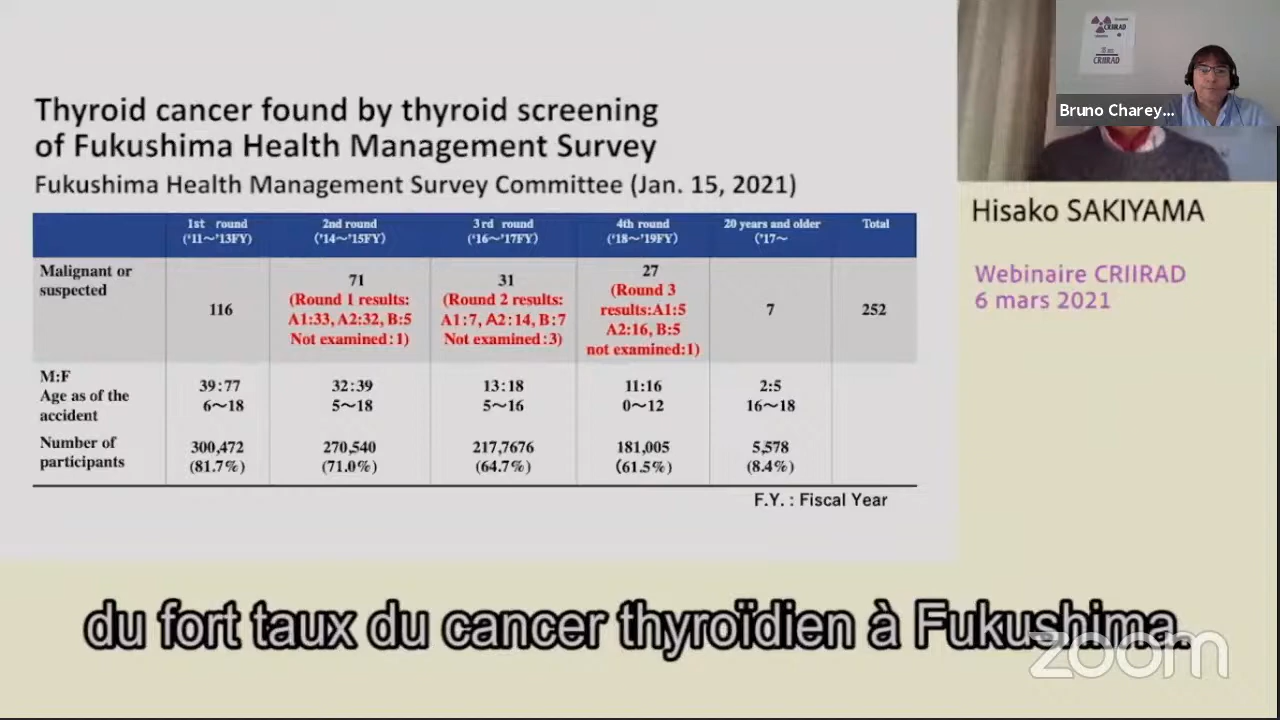 Thyroid cancer found by thyroid screening
of Fukushima Health Management Survey
Fukushima Health Management Survey Committee (Jan. 15, 2021)
1st round 2nd round 3rd round 4th round 20 years and older Total
('11～'13FY) ('14～'15FY) ('16～'17FY) ('18～'19FY) ('17～
Malignant or
suspected
116
71
(Round 1 results:
A1:33, A2:32, B:5
Not examined:1)
31
(Round 2 results:
A1:7, A2:14, B:7
Not examined:3)
27
(Round 3
results:A1:5
A2:16, B:5
not examined:1)
7
252
M:F
Age as of the
accident
39:77
6～18
32:39
5～18
13:18
5～16
11:16
0～12
2:5
16～18
Number of
participants
300,472
(81.7%)
270,540
(71.0%)
217,7676
(64.7%)
181,005
(61.5%)
5,578
(8.4%)
F.Y. : Fiscal Year
CRIIRAD
CRIIRAD
Bruno Charey...
Hisako SAKIYAMA
Webinaire CRIIRAD
6 mars 2021
du fort taux du cancer thyroïdien à Fukushima.
zoom